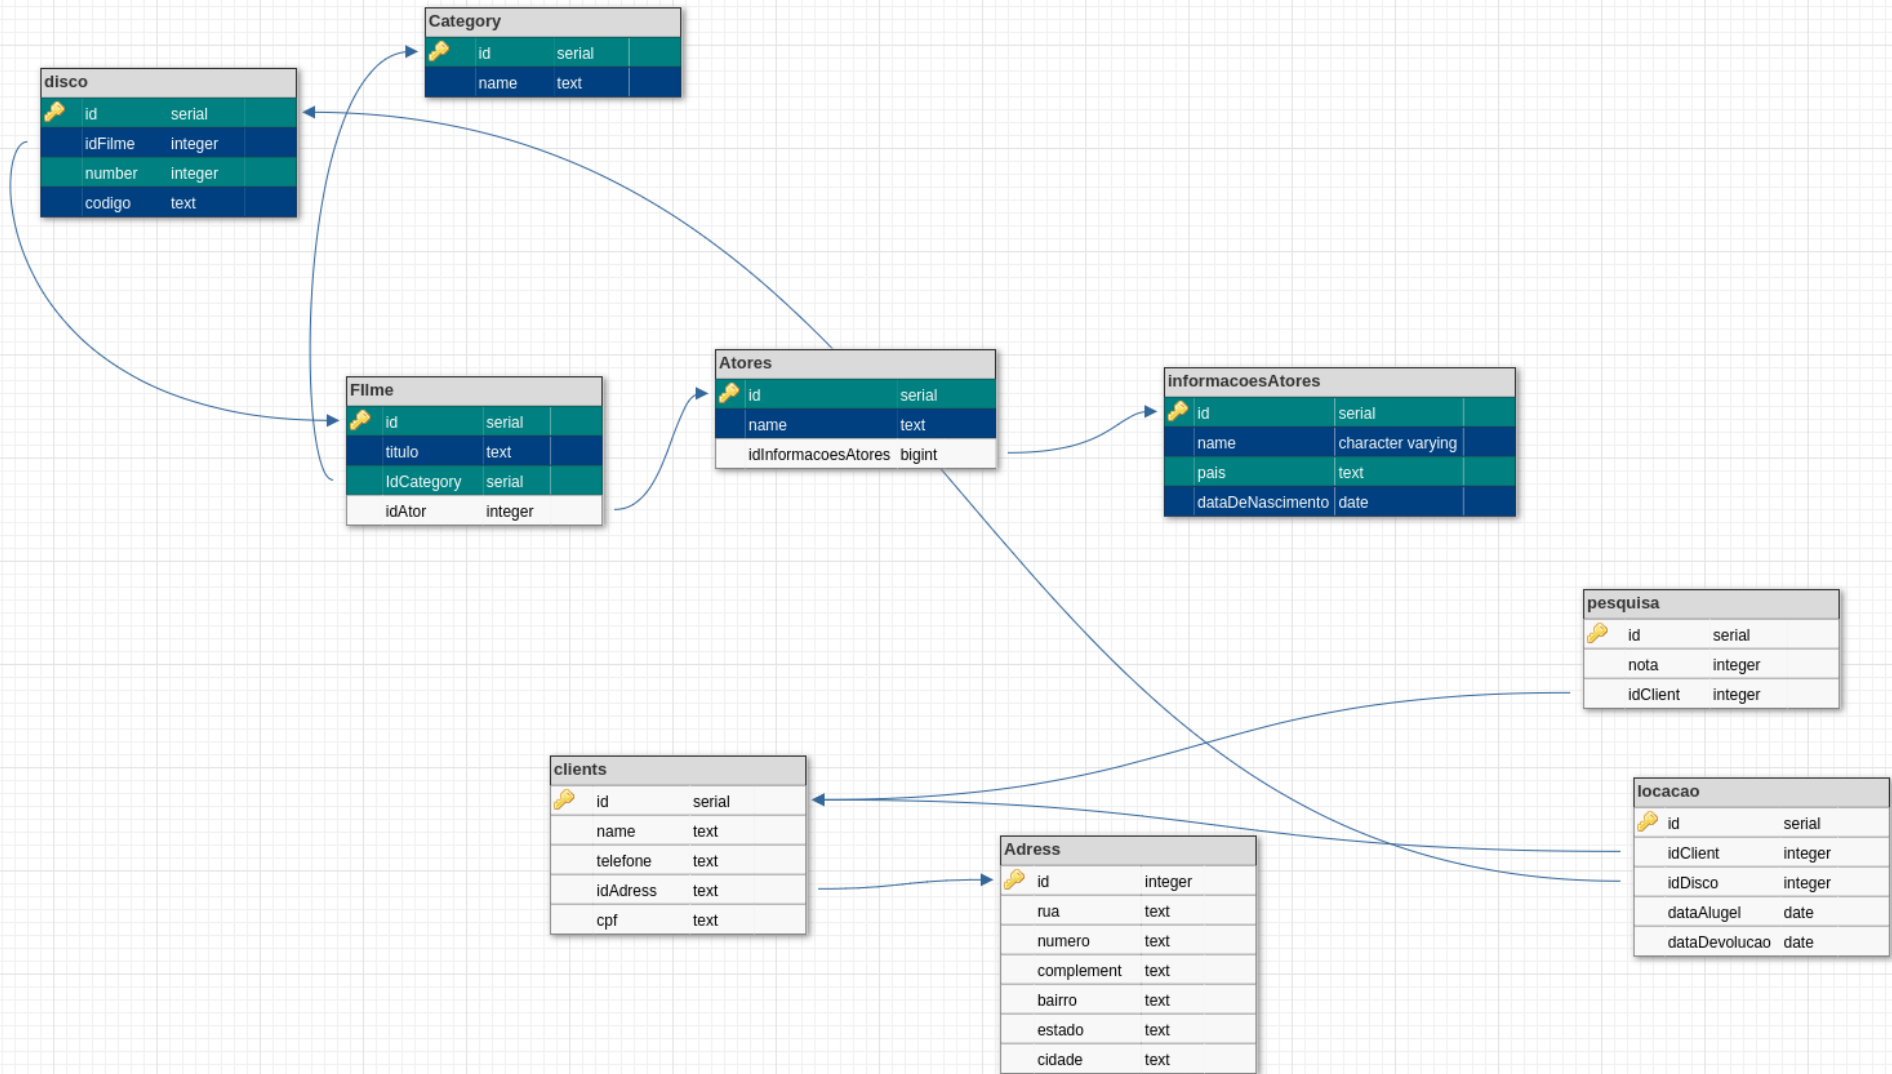 Category
id serial
name text
disco
id serial
idFilme integer
number integer
codigo text
FIlme
id serial
titulo text
IdCategory serial
idAtor integer
Atores
id serial
name text
idInformacoesAtores bigint
informacoesAtores
id serial
name character varying
pais text
dataDeNascimento date
pesquisa
id serial
nota integer
idClient integer
clients
id serial
name text
telefone text
idAdress text
cpf text
Adress
id integer
rua text
numero text
complement text
bairro text
estado text
cidade text
locacao
id serial
idClient integer
idDisco integer
dataAlugel date
dataDevolucao date